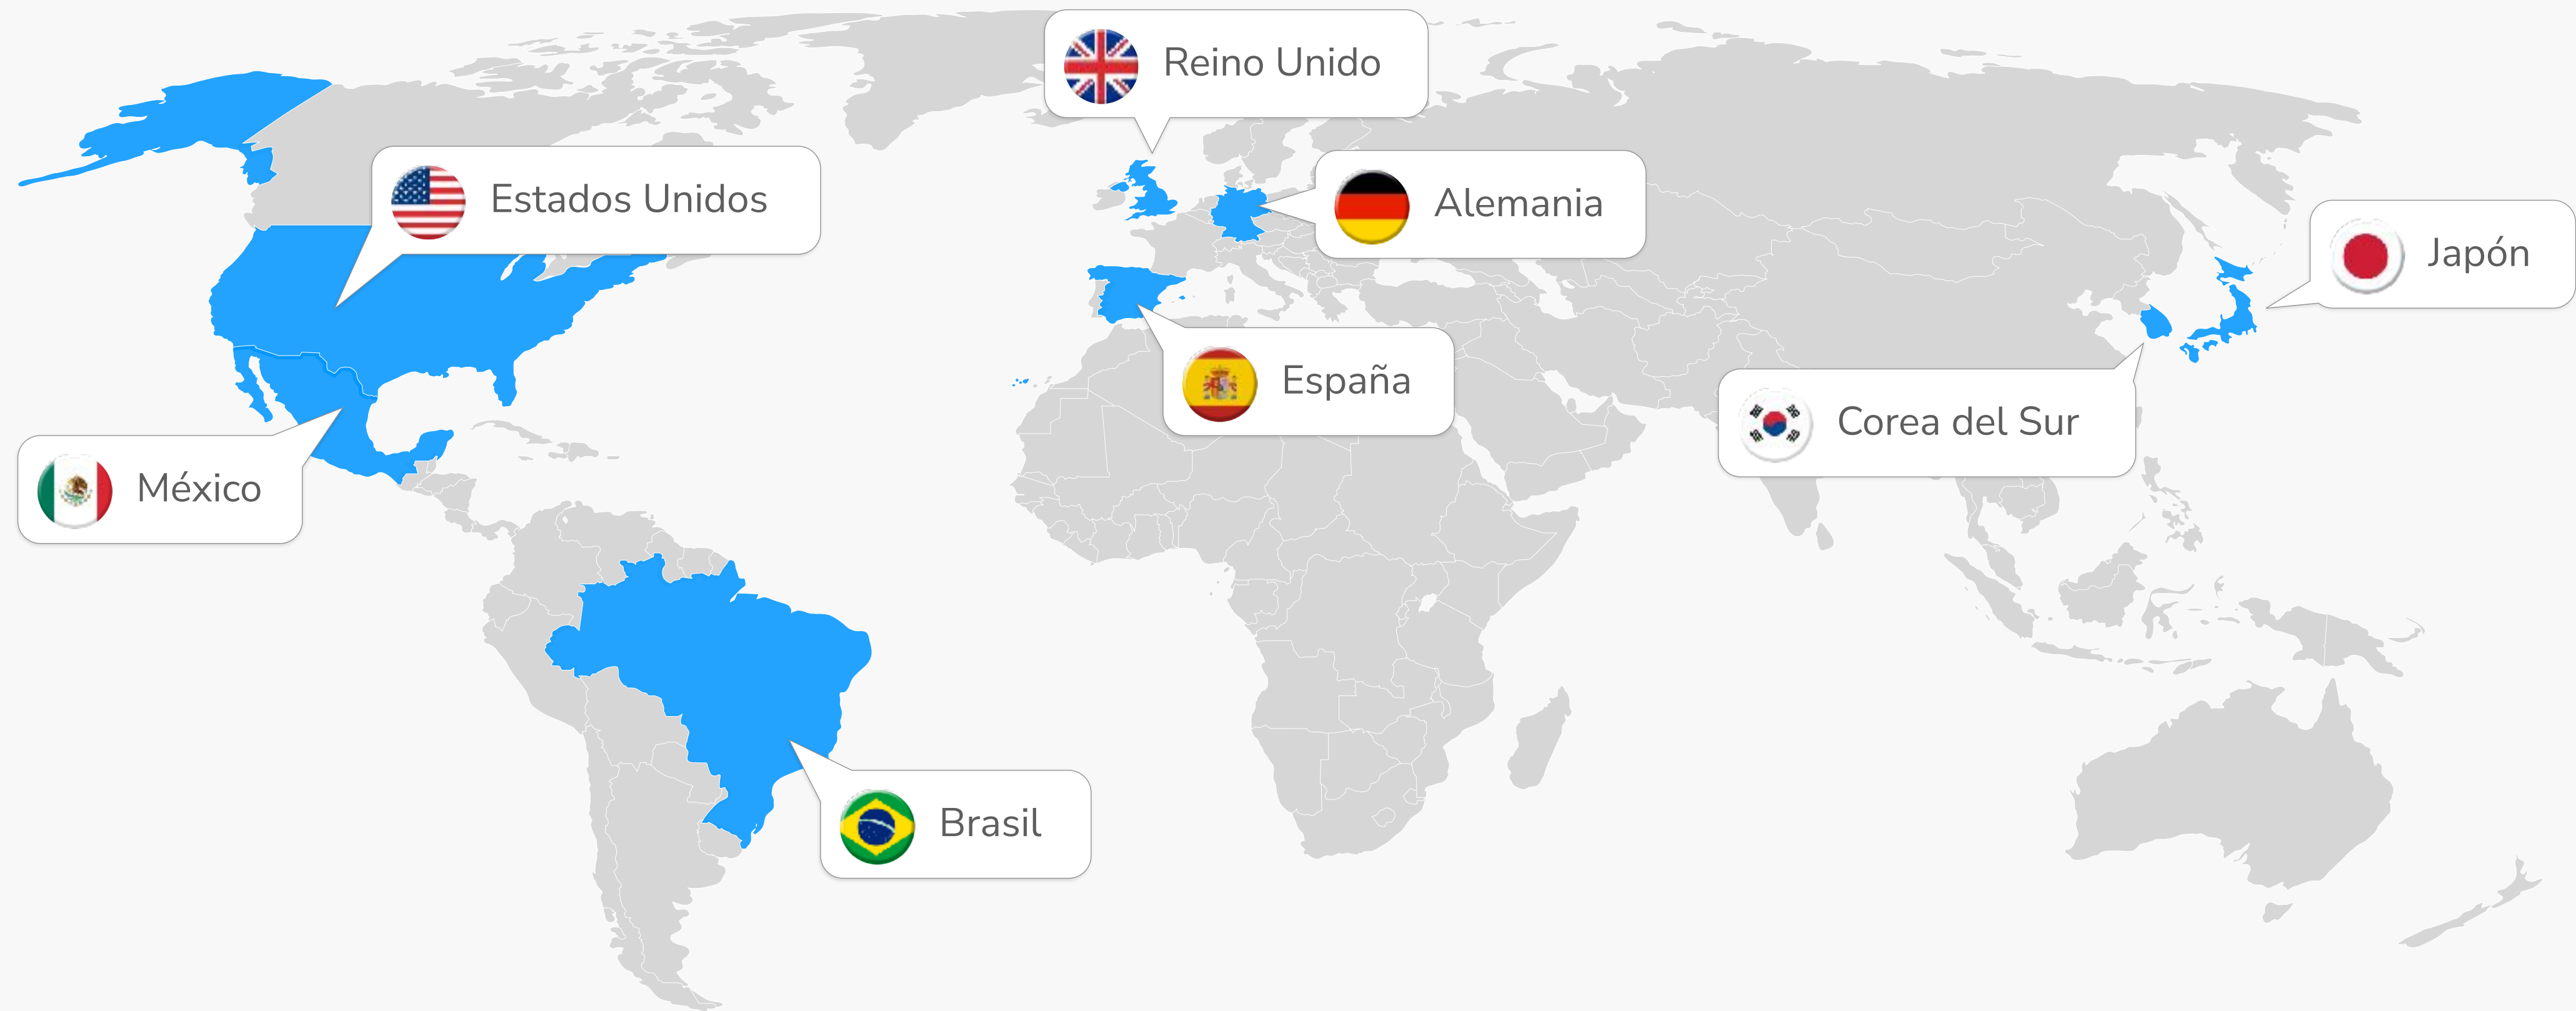 Reino Unido
Estados Unidos
Alemania
Japón
España
Corea del Sur
México
Brasil